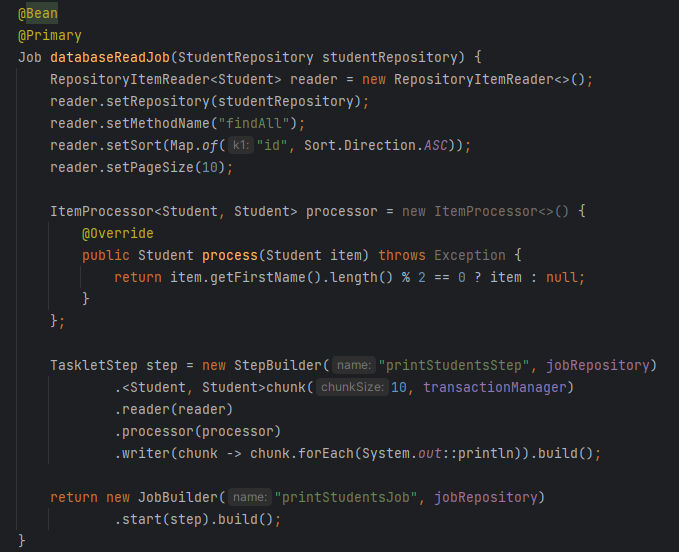 @Bean
@Primary
Job databaseReadJob(StudentRepository studentRepository) {
    RepositoryItemReader<Student> reader = new RepositoryItemReader<>();
    reader.setRepository(studentRepository);
    reader.setMethodName("findAll");
    reader.setSort(Map.of( k1: "id", Sort.Direction.ASC));
    reader.setPageSize(10);
    ItemProcessor<Student, Student> processor = new ItemProcessor<>() {
        @Override
        public Student process(Student item) throws Exception {
            return item.getFirstName().length() % 2 == 0 ? item : null;
        }
    };
    TaskletStep step = new StepBuilder( name: "printStudentsStep", jobRepository)
            .<Student, Student>chunk( chunkSize: 10, transactionManager)
            .reader(reader)
            .processor(processor)
            .writer(chunk -> chunk.forEach(System.out::println)).build();
    return new JobBuilder( name: "printStudentsJob", jobRepository)
            .start(step).build();
}